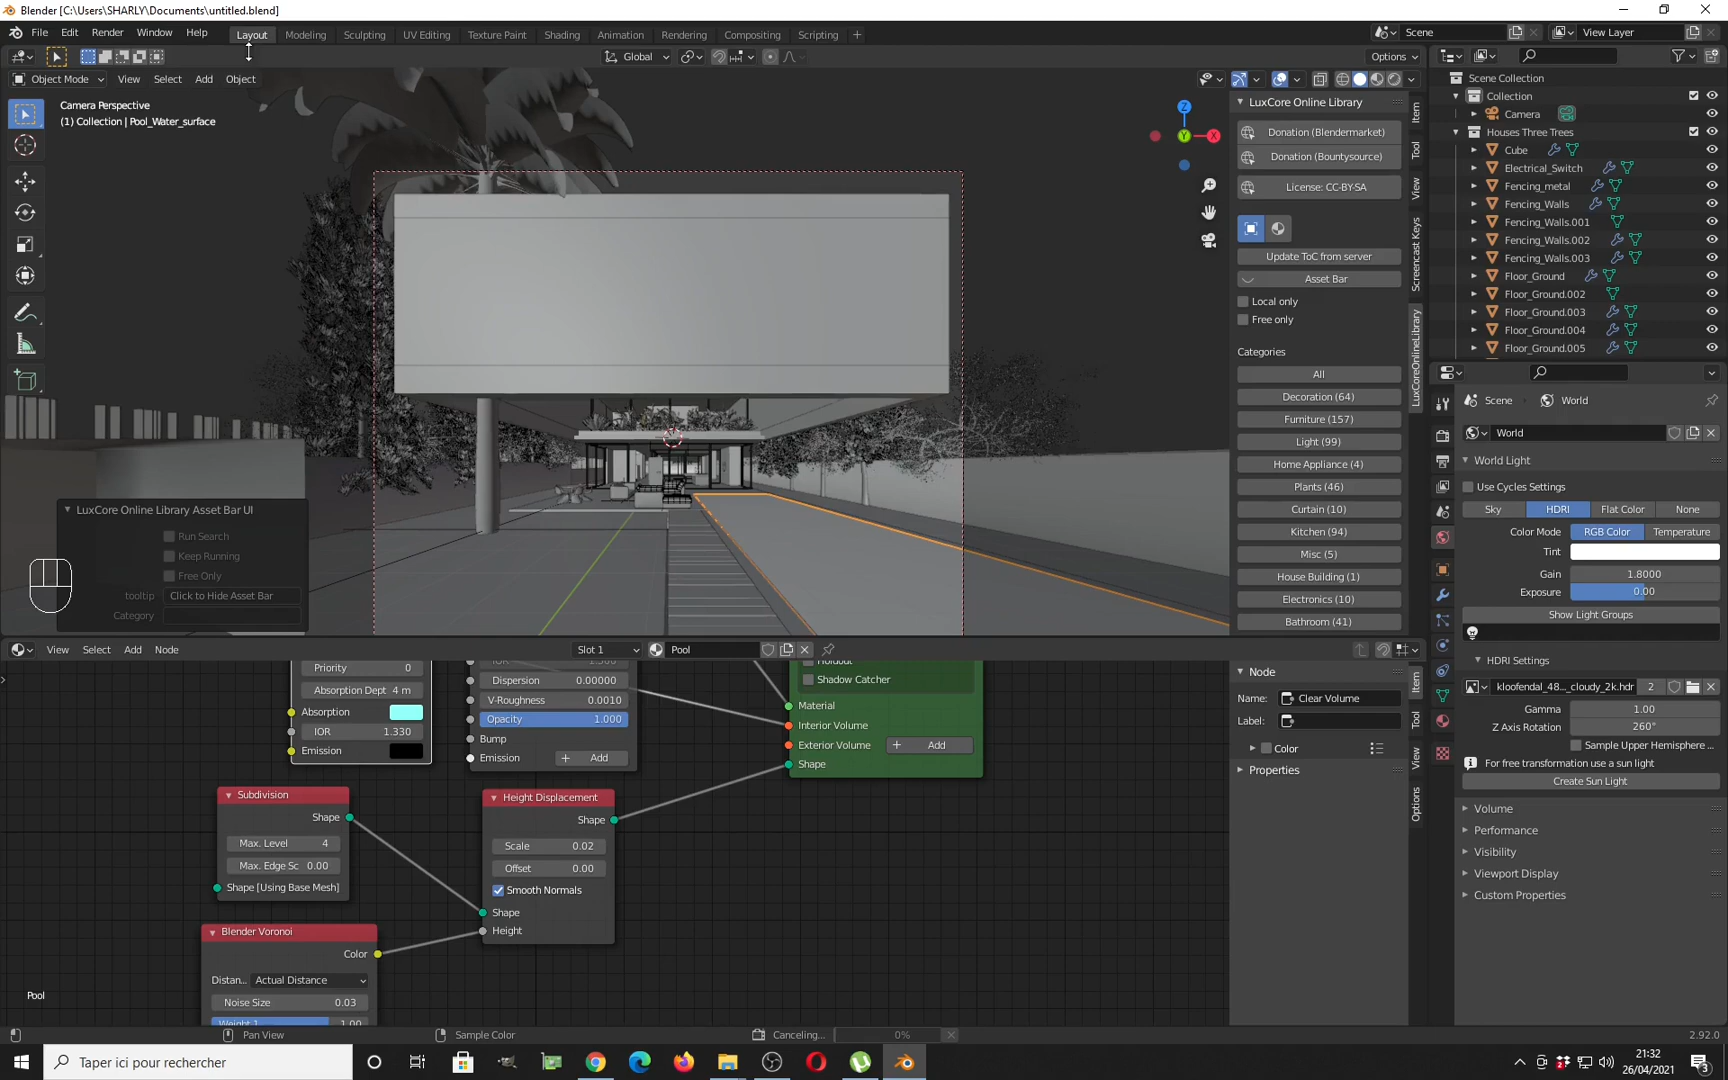 Blender [C:\Users\SHARLY\Documents\untitled.blend]
File Edit Render Window Help Layout Modeling Sculpting UV Editing Texture Paint Shading Animation Rendering Compositing Scripting + Scene View Layer
Global Options
Object Mode View Select Add Object
Camera Perspective
(1) Collection | Pool_Water_surface
Z
Y
X
LuxCore Online Library
Donation (Blendermarket)
Donation (Bountysource)
License: CC-BY-SA
Update ToC from server
Asset Bar
Local only
Free only
Categories
All
Decoration (64)
Furniture (157)
Light (99)
Home Appliance (4)
Plants (46)
Curtain (10)
Kitchen (94)
Misc (5)
House Building (1)
Electronics (10)
Bathroom (41)
Item
Tool
View
Screencast Keys
LuxCoreOnlineLibrary
LuxCore Online Library Asset Bar UI
Run Search
Keep Running
Free Only
tooltip Click to Hide Asset Bar
Category
Scene Collection
Collection
Camera
Houses Three Trees
Cube
Electrical_Switch
Fencing_metal
Fencing_Walls
Fencing_Walls.001
Fencing_Walls.002
Fencing_Walls.003
Floor_Ground
Floor_Ground.002
Floor_Ground.003
Floor_Ground.004
Floor_Ground.005
Scene World
World
World Light
Use Cycles Settings
Sky HDRI Flat Color None
Color Mode RGB Color Temperature
Tint
Gain 1.8000
Exposure 0.00
Show Light Groups
HDRI Settings
kloofendal_48..._cloudy_2k.hdr 2
Gamma 1.00
Z Axis Rotation 260°
Sample Upper Hemisphere ...
For free transformation use a sun light
Create Sun Light
Volume
Performance
Visibility
Viewport Display
Custom Properties
View Select Add Node Slot 1 Pool
Priority 0
Absorption Dept 4 m
Absorption
IOR 1.330
Emission
Dispersion 0.00000
V-Roughness 0.0010
Opacity 1.000
Bump
Emission + Add
Shadow Catcher
Material
Interior Volume
Exterior Volume + Add
Shape
Subdivision
Shape
Max. Level 4
Max. Edge Sc 0.00
Shape [Using Base Mesh]
Height Displacement
Shape
Scale 0.02
Offset 0.00
Smooth Normals
Shape
Height
Blender Voronoi
Color
Distan... Actual Distance
Noise Size 0.03
Weight 1 1.00
Pool
Node
Name: Clear Volume
Label:
Color
Properties
Item
Tool
View
Options
Pan View Sample Color Canceling... 0% 2.92.0
Taper ici pour rechercher
21:32
26/04/2021
3